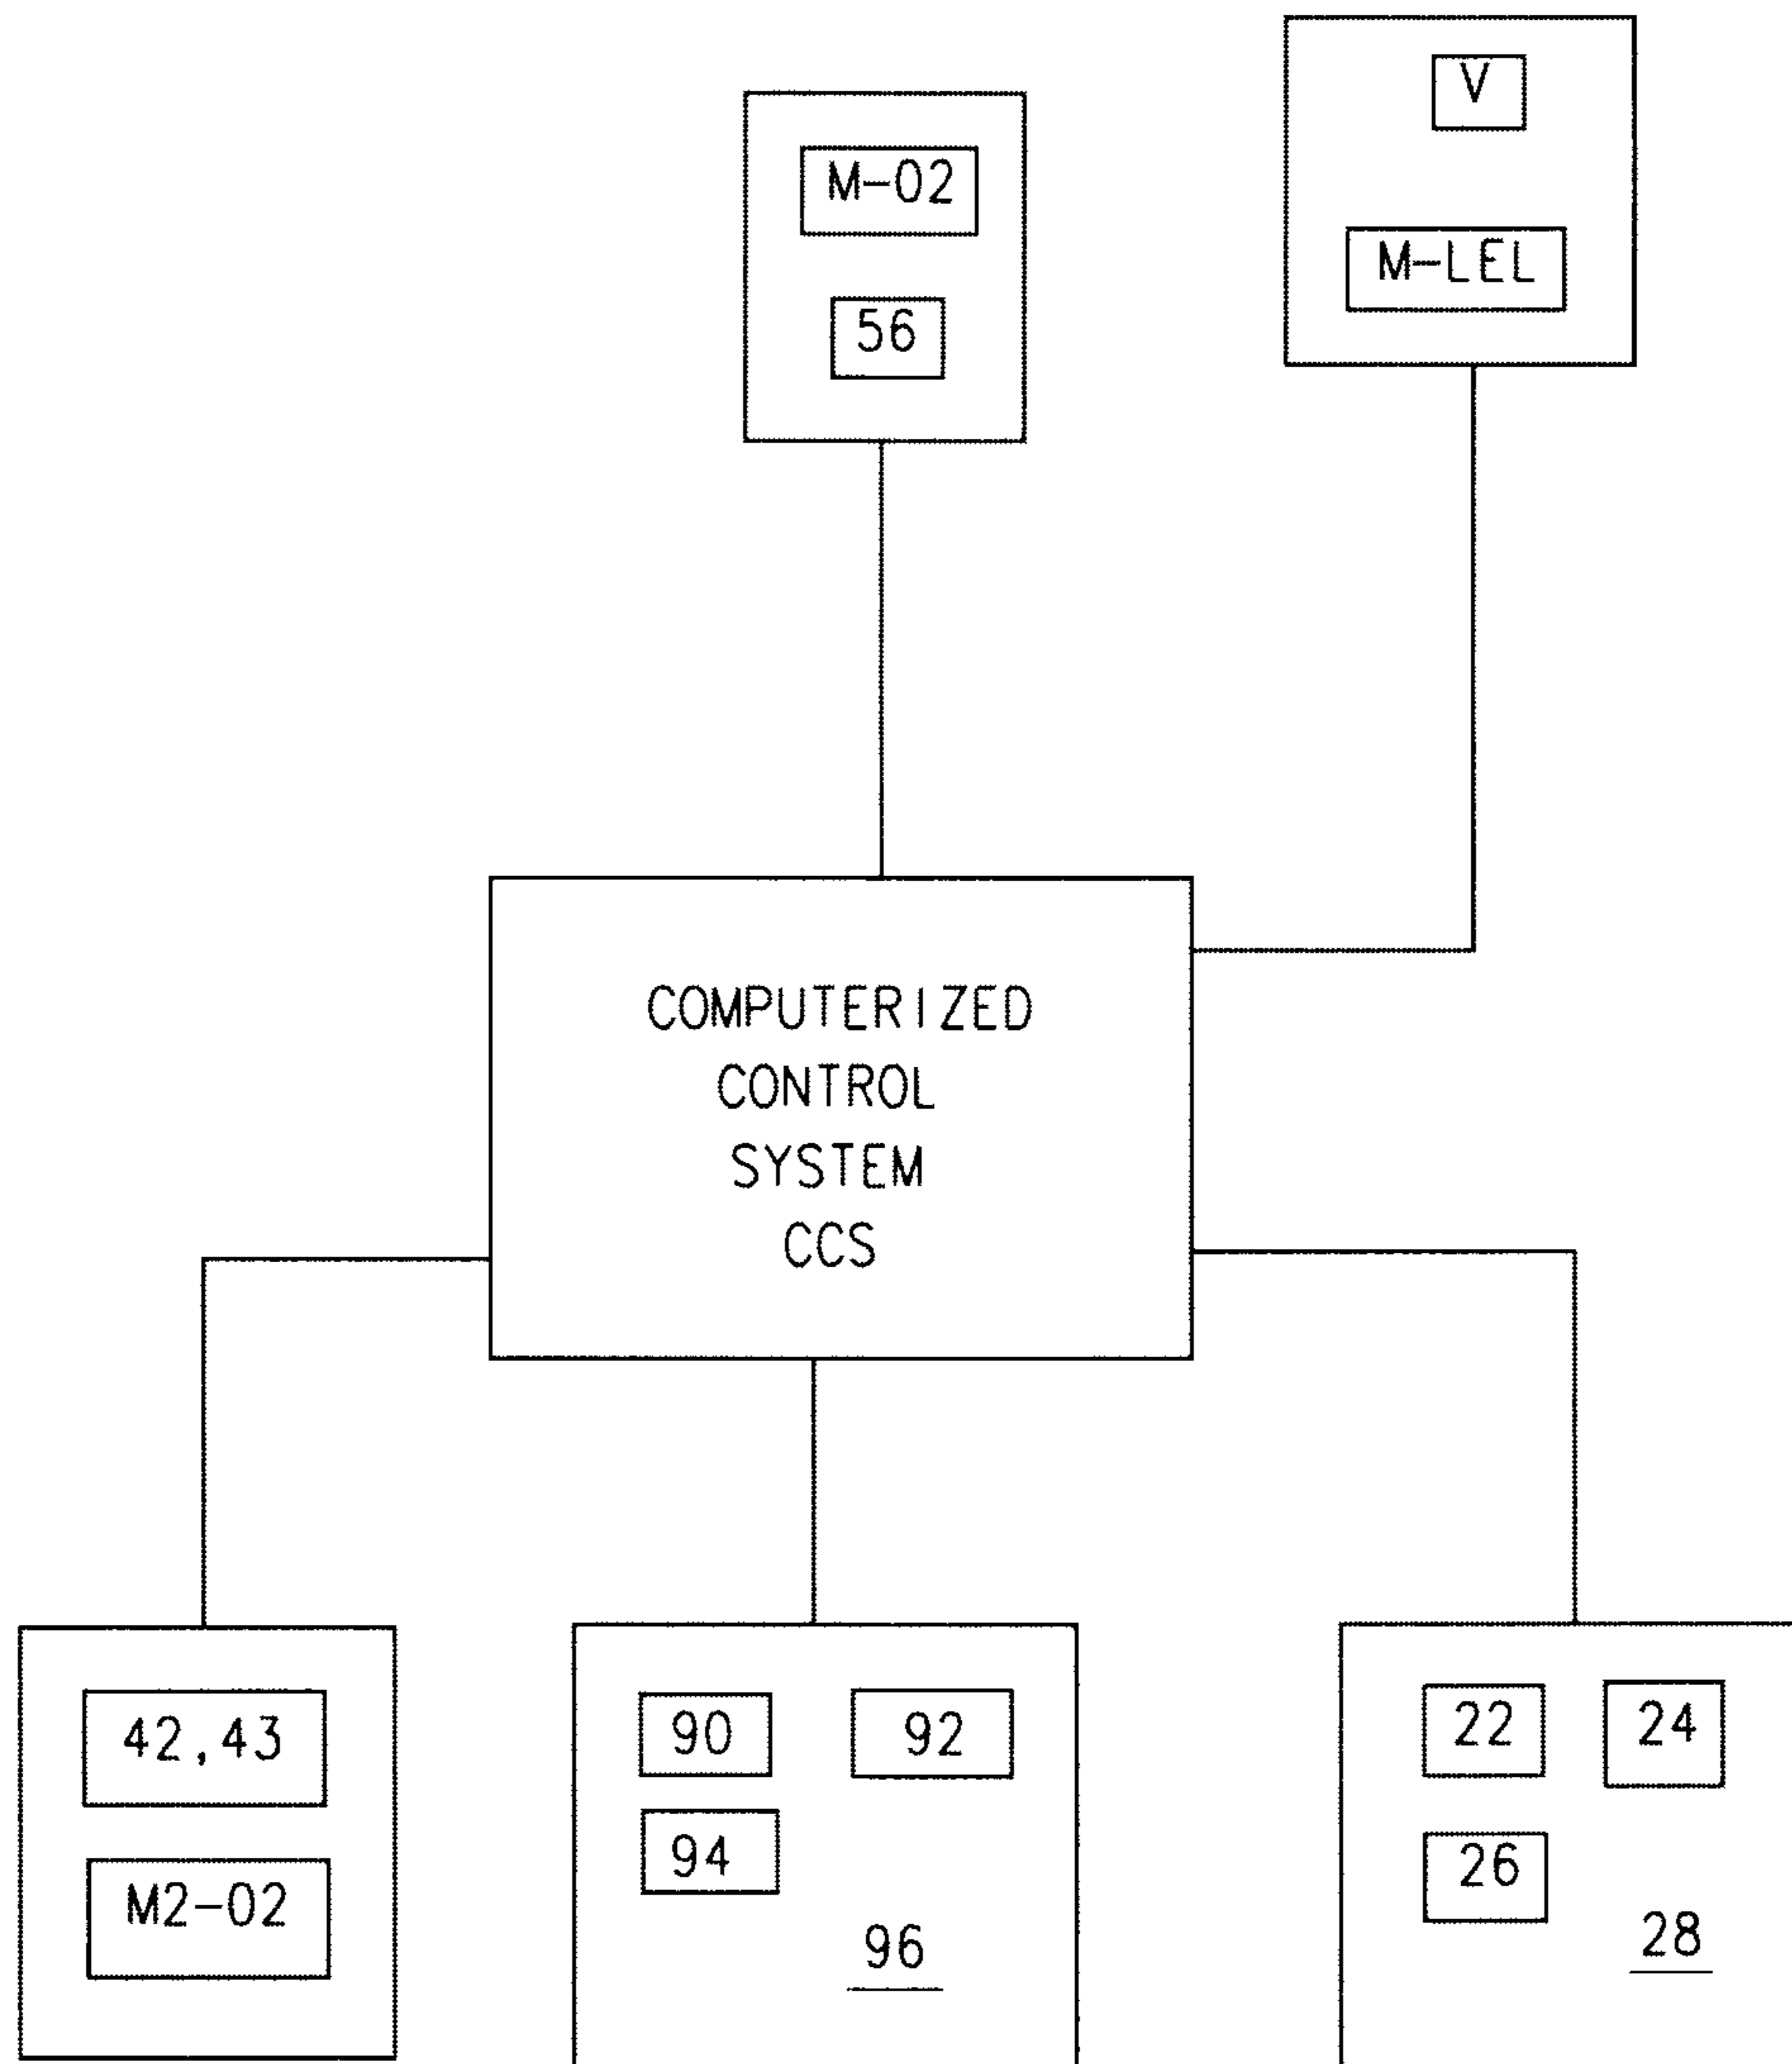 V
M-02
M-LEL
56
COMPUTERIZED
CONTROL
SYSTEM
CCS
42,43
M2-02
90
92
94
96
22
24
26
28